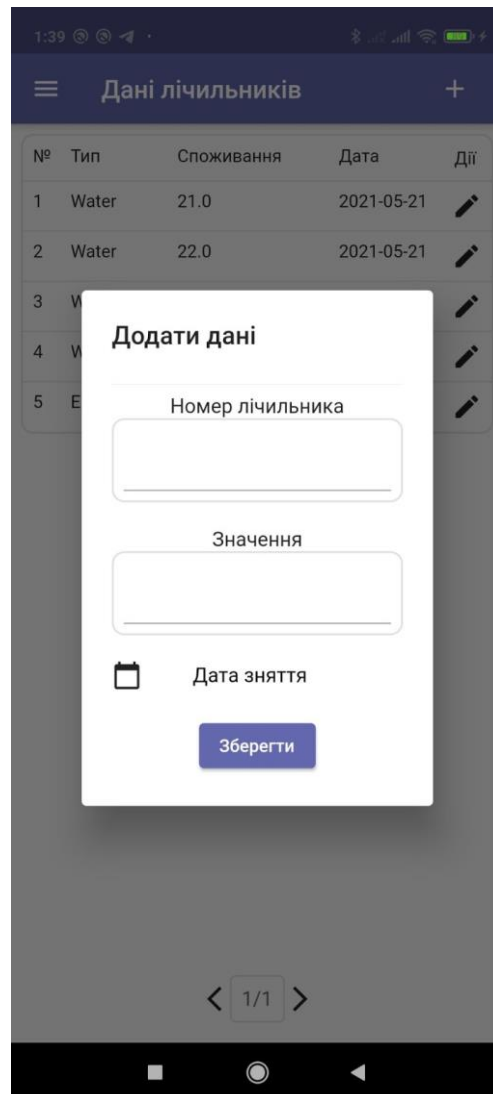 1:39
Дані лічильників +
№ Тип Споживання Дата Дії
1 Water 21.0 2021-05-21
2 Water 22.0 2021-05-21
3
4
5
Додати дані
Номер лічильника
Значення
Дата зняття
Зберегти
1/1